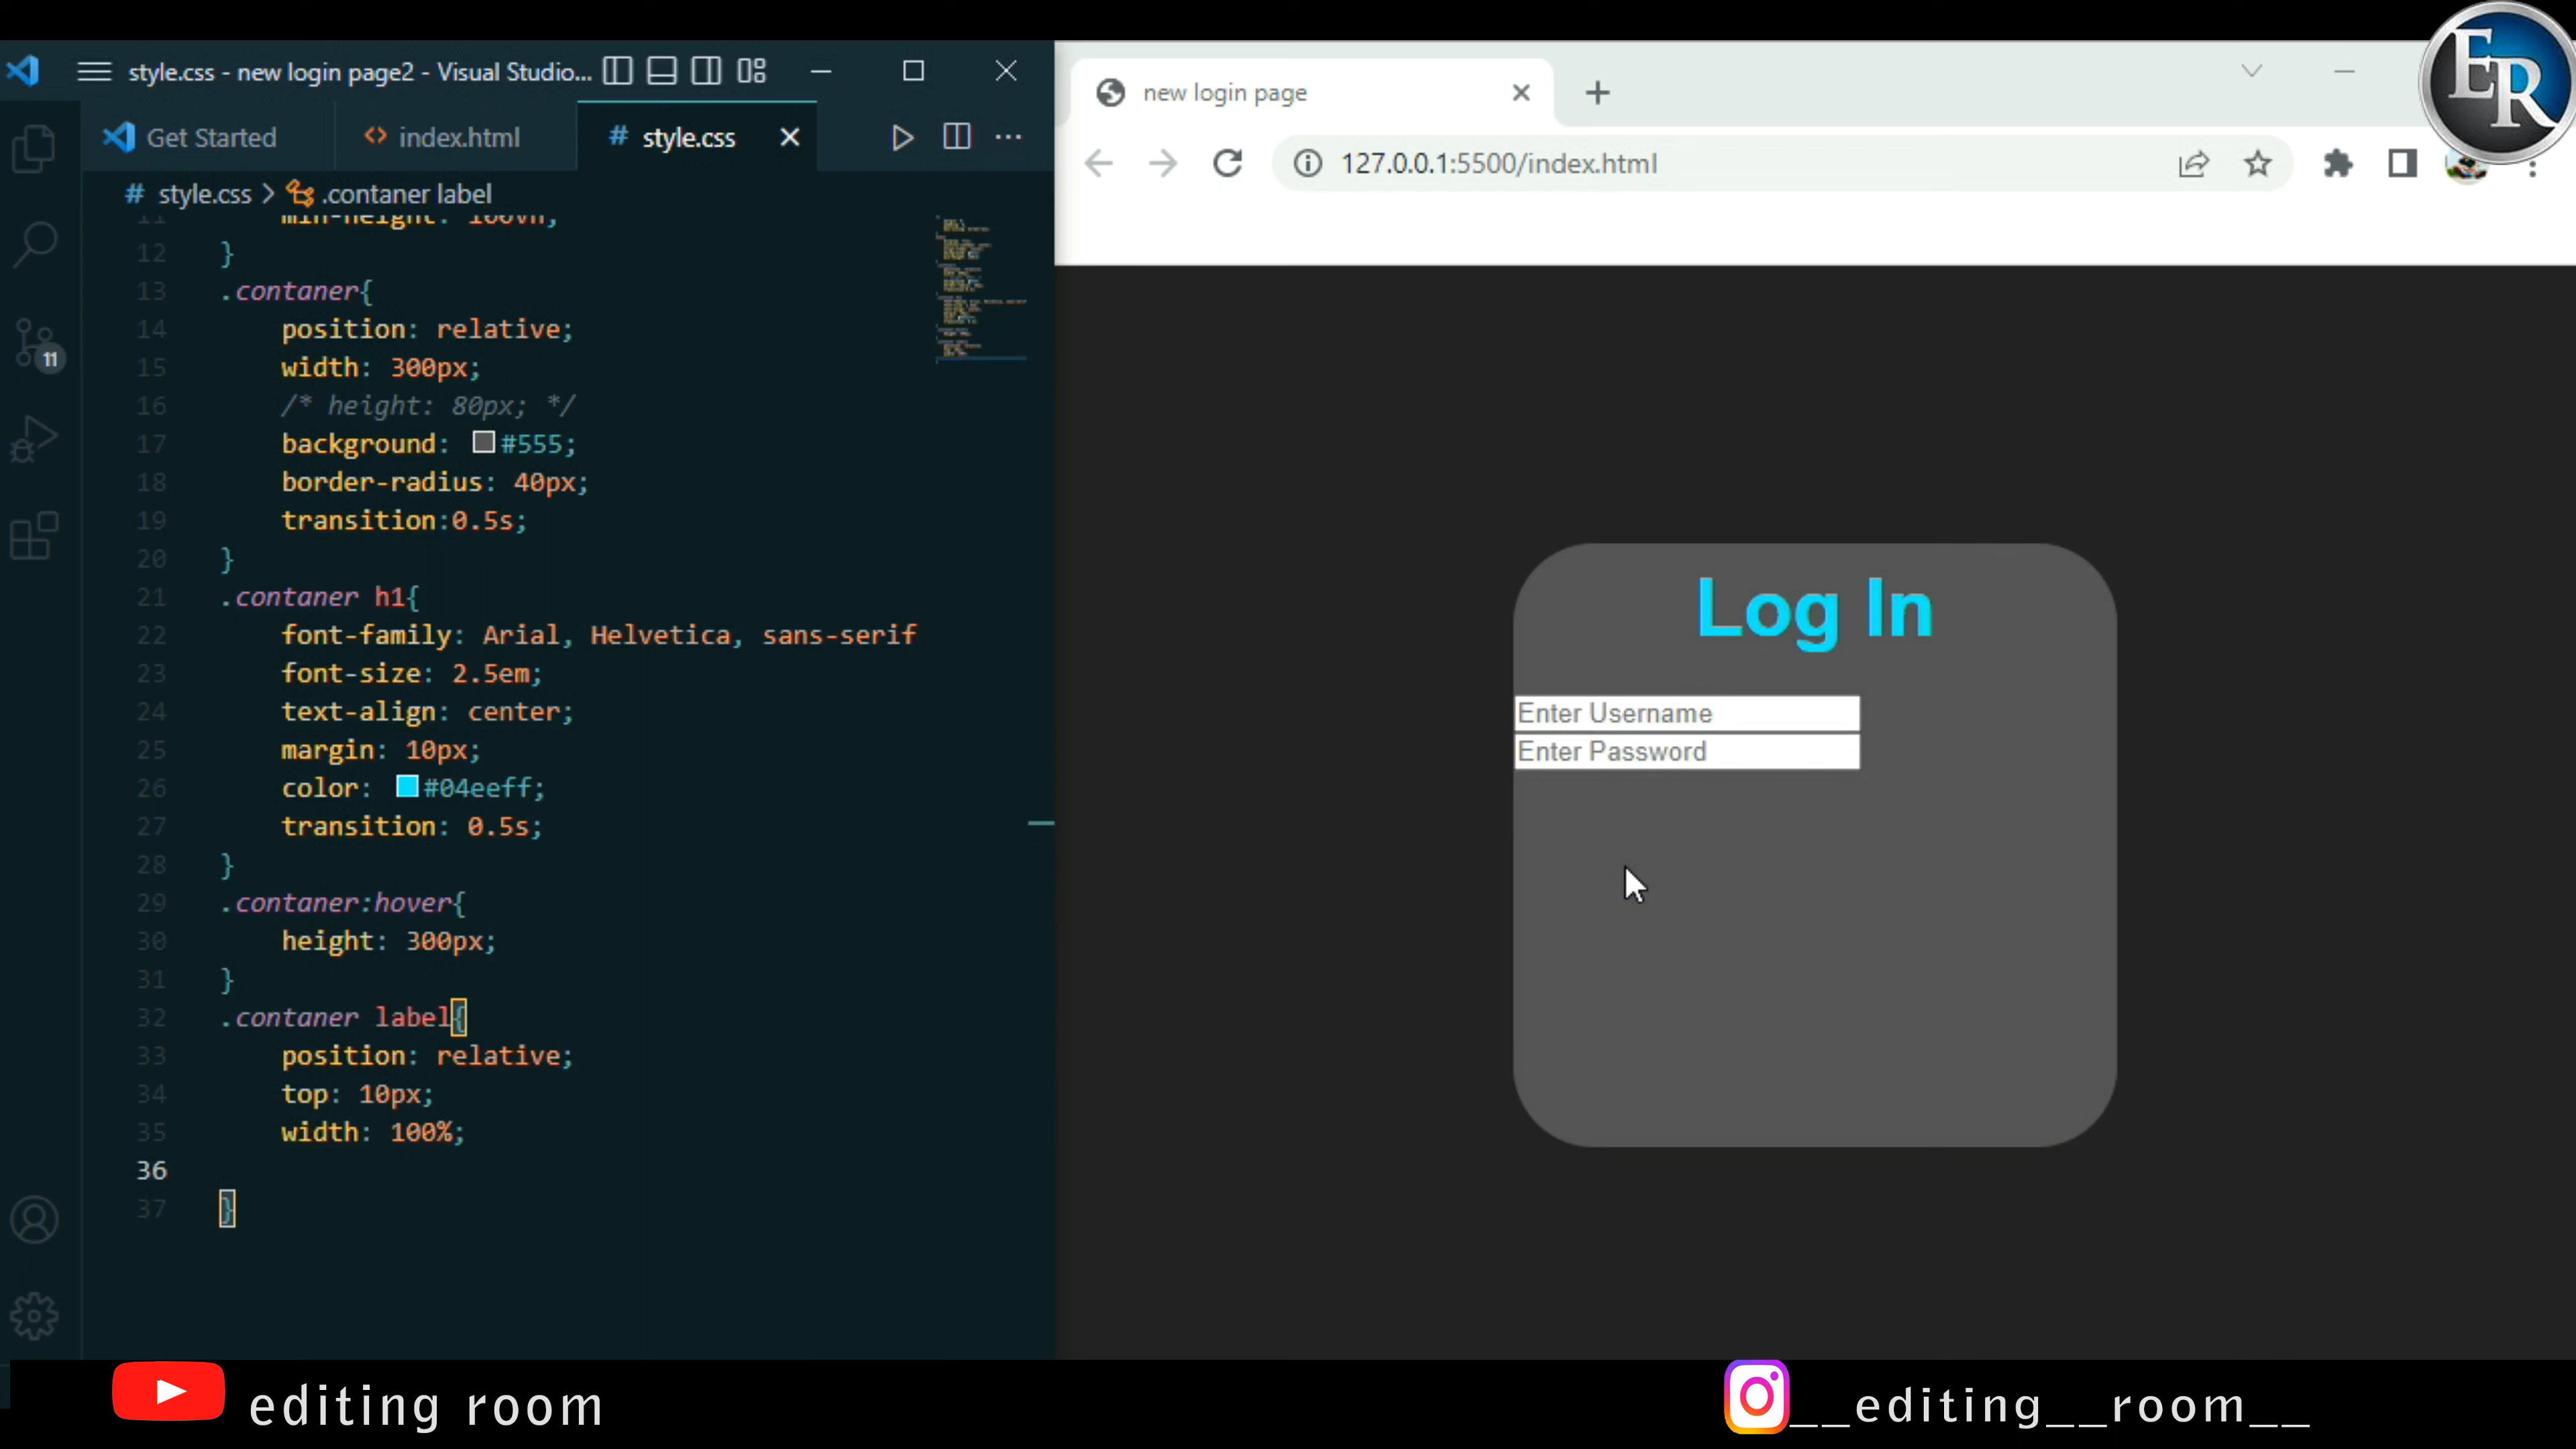 style.css - new login page2 - Visual Studio...
Get Started
index.html
# style.css
# style.css > .contaner label
11 min-height: 100vh;
12 }
13 .contaner{
14 position: relative;
15 width: 300px;
16 /* height: 80px; */
17 background: #555;
18 border-radius: 40px;
19 transition:0.5s;
20 }
21 .contaner h1{
22 font-family: Arial, Helvetica, sans-serif
23 font-size: 2.5em;
24 text-align: center;
25 margin: 10px;
26 color: #04eeff;
27 transition: 0.5s;
28 }
29 .contaner:hover{
30 height: 300px;
31 }
32 .contaner label{
33 position: relative;
34 top: 10px;
35 width: 100%;
36
37 }
11
new login page
127.0.0.1:5500/index.html
ER
Log In
Enter Username
Enter Password
editing room
__editing__room__